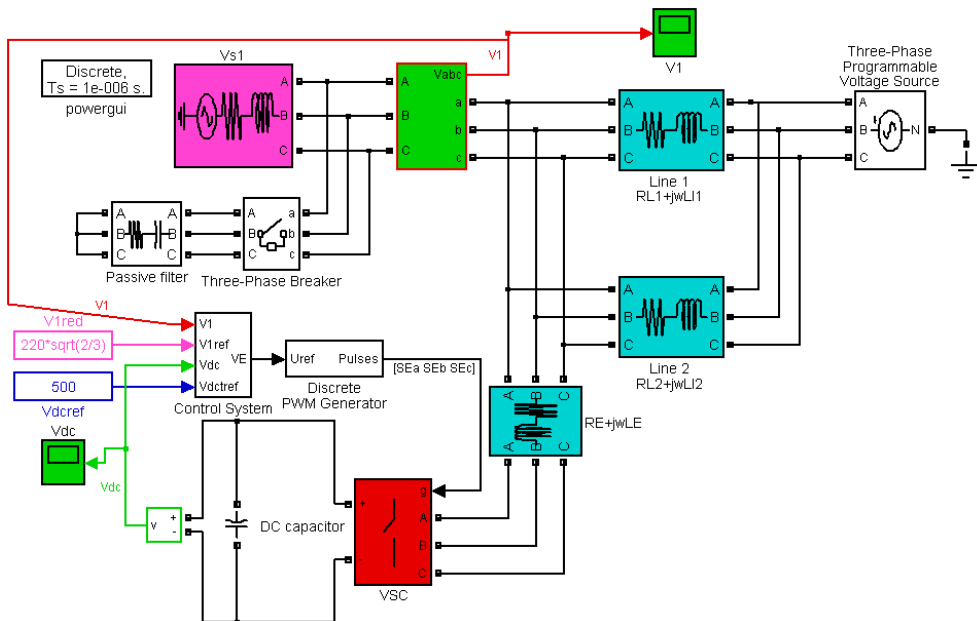 Vs1
V1
V1
Three-Phase
Programmable
Voltage Source
Discrete,
Ts = 1e-006 s.
powergui
A
B
C
A
B
C
Vabc
a
b
c
A
B
C
A
B
C
Line 1
RL1+jwLl1
A
B
C
N
A
B
C
A
B
C
Passive filter
A
B
C
a
b
c
Three-Phase Breaker
A
B
C
A
B
C
Line 2
RL2+jwLl2
V1
V1red
220*sqrt(2/3)
500
Vdcref
V1
V1ref
Vdc
Vdctref
VE
Control System
Uref
Pulses
Discrete
PWM Generator
[SEa SEb SEc]
A
B
C
A
B
C
RE+jwLE
Vdc
Vdc
v
+
-
DC capacitor
+
-
g
A
B
C
VSC